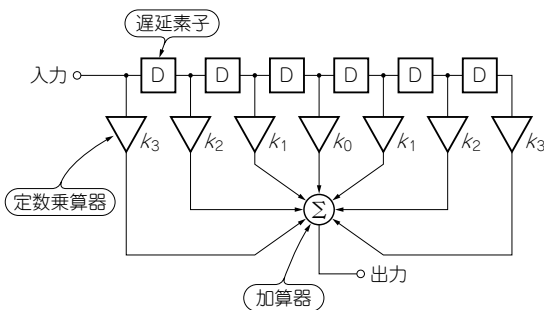 遅延素子
入力
D D D D D D
k3 k2 k1 k0 k1 k2 k3
定数乗算器
Σ
出力
加算器